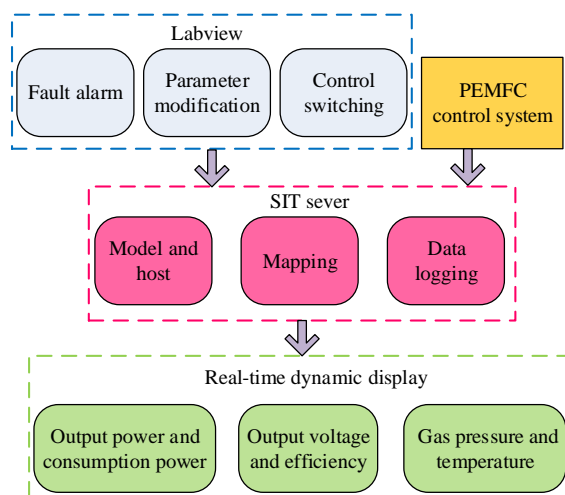 Labview
Fault alarm
Parameter
modification
Control
switching
PEMFC
control system
SIT sever
Model and
host
Mapping
Data
logging
Real-time dynamic display
Output power and
consumption power
Output voltage
and efficiency
Gas pressure and
temperature